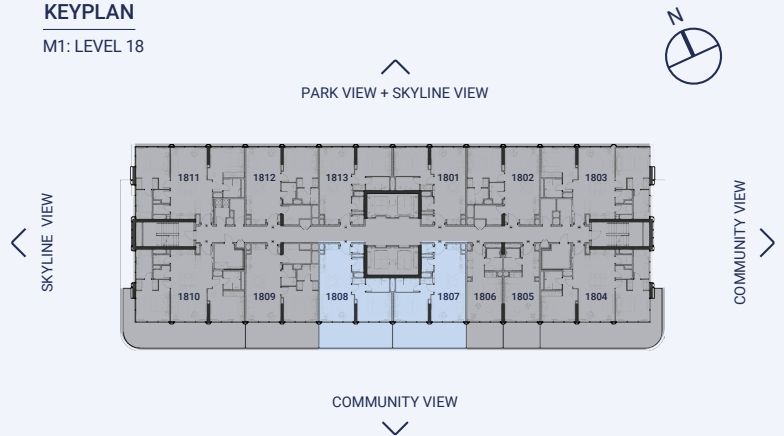 KEYPLAN
M1: LEVEL 18
N
PARK VIEW + SKYLINE VIEW
SKYLINE VIEW
COMMUNITY VIEW
1811 1812 1813 1801 1802 1803
1810 1809 1808 1807 1806 1805 1804
COMMUNITY VIEW